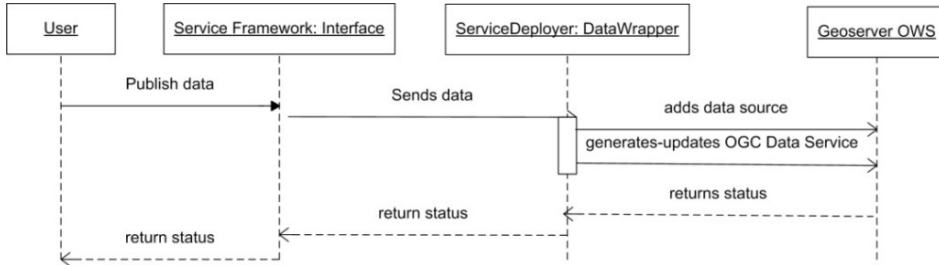 User
Service Framework: Interface
ServiceDeployer: DataWrapper
Geoserver OWS
Publish data
Sends data
adds data source
generates-updates OGC Data Service
returns status
return status
return status